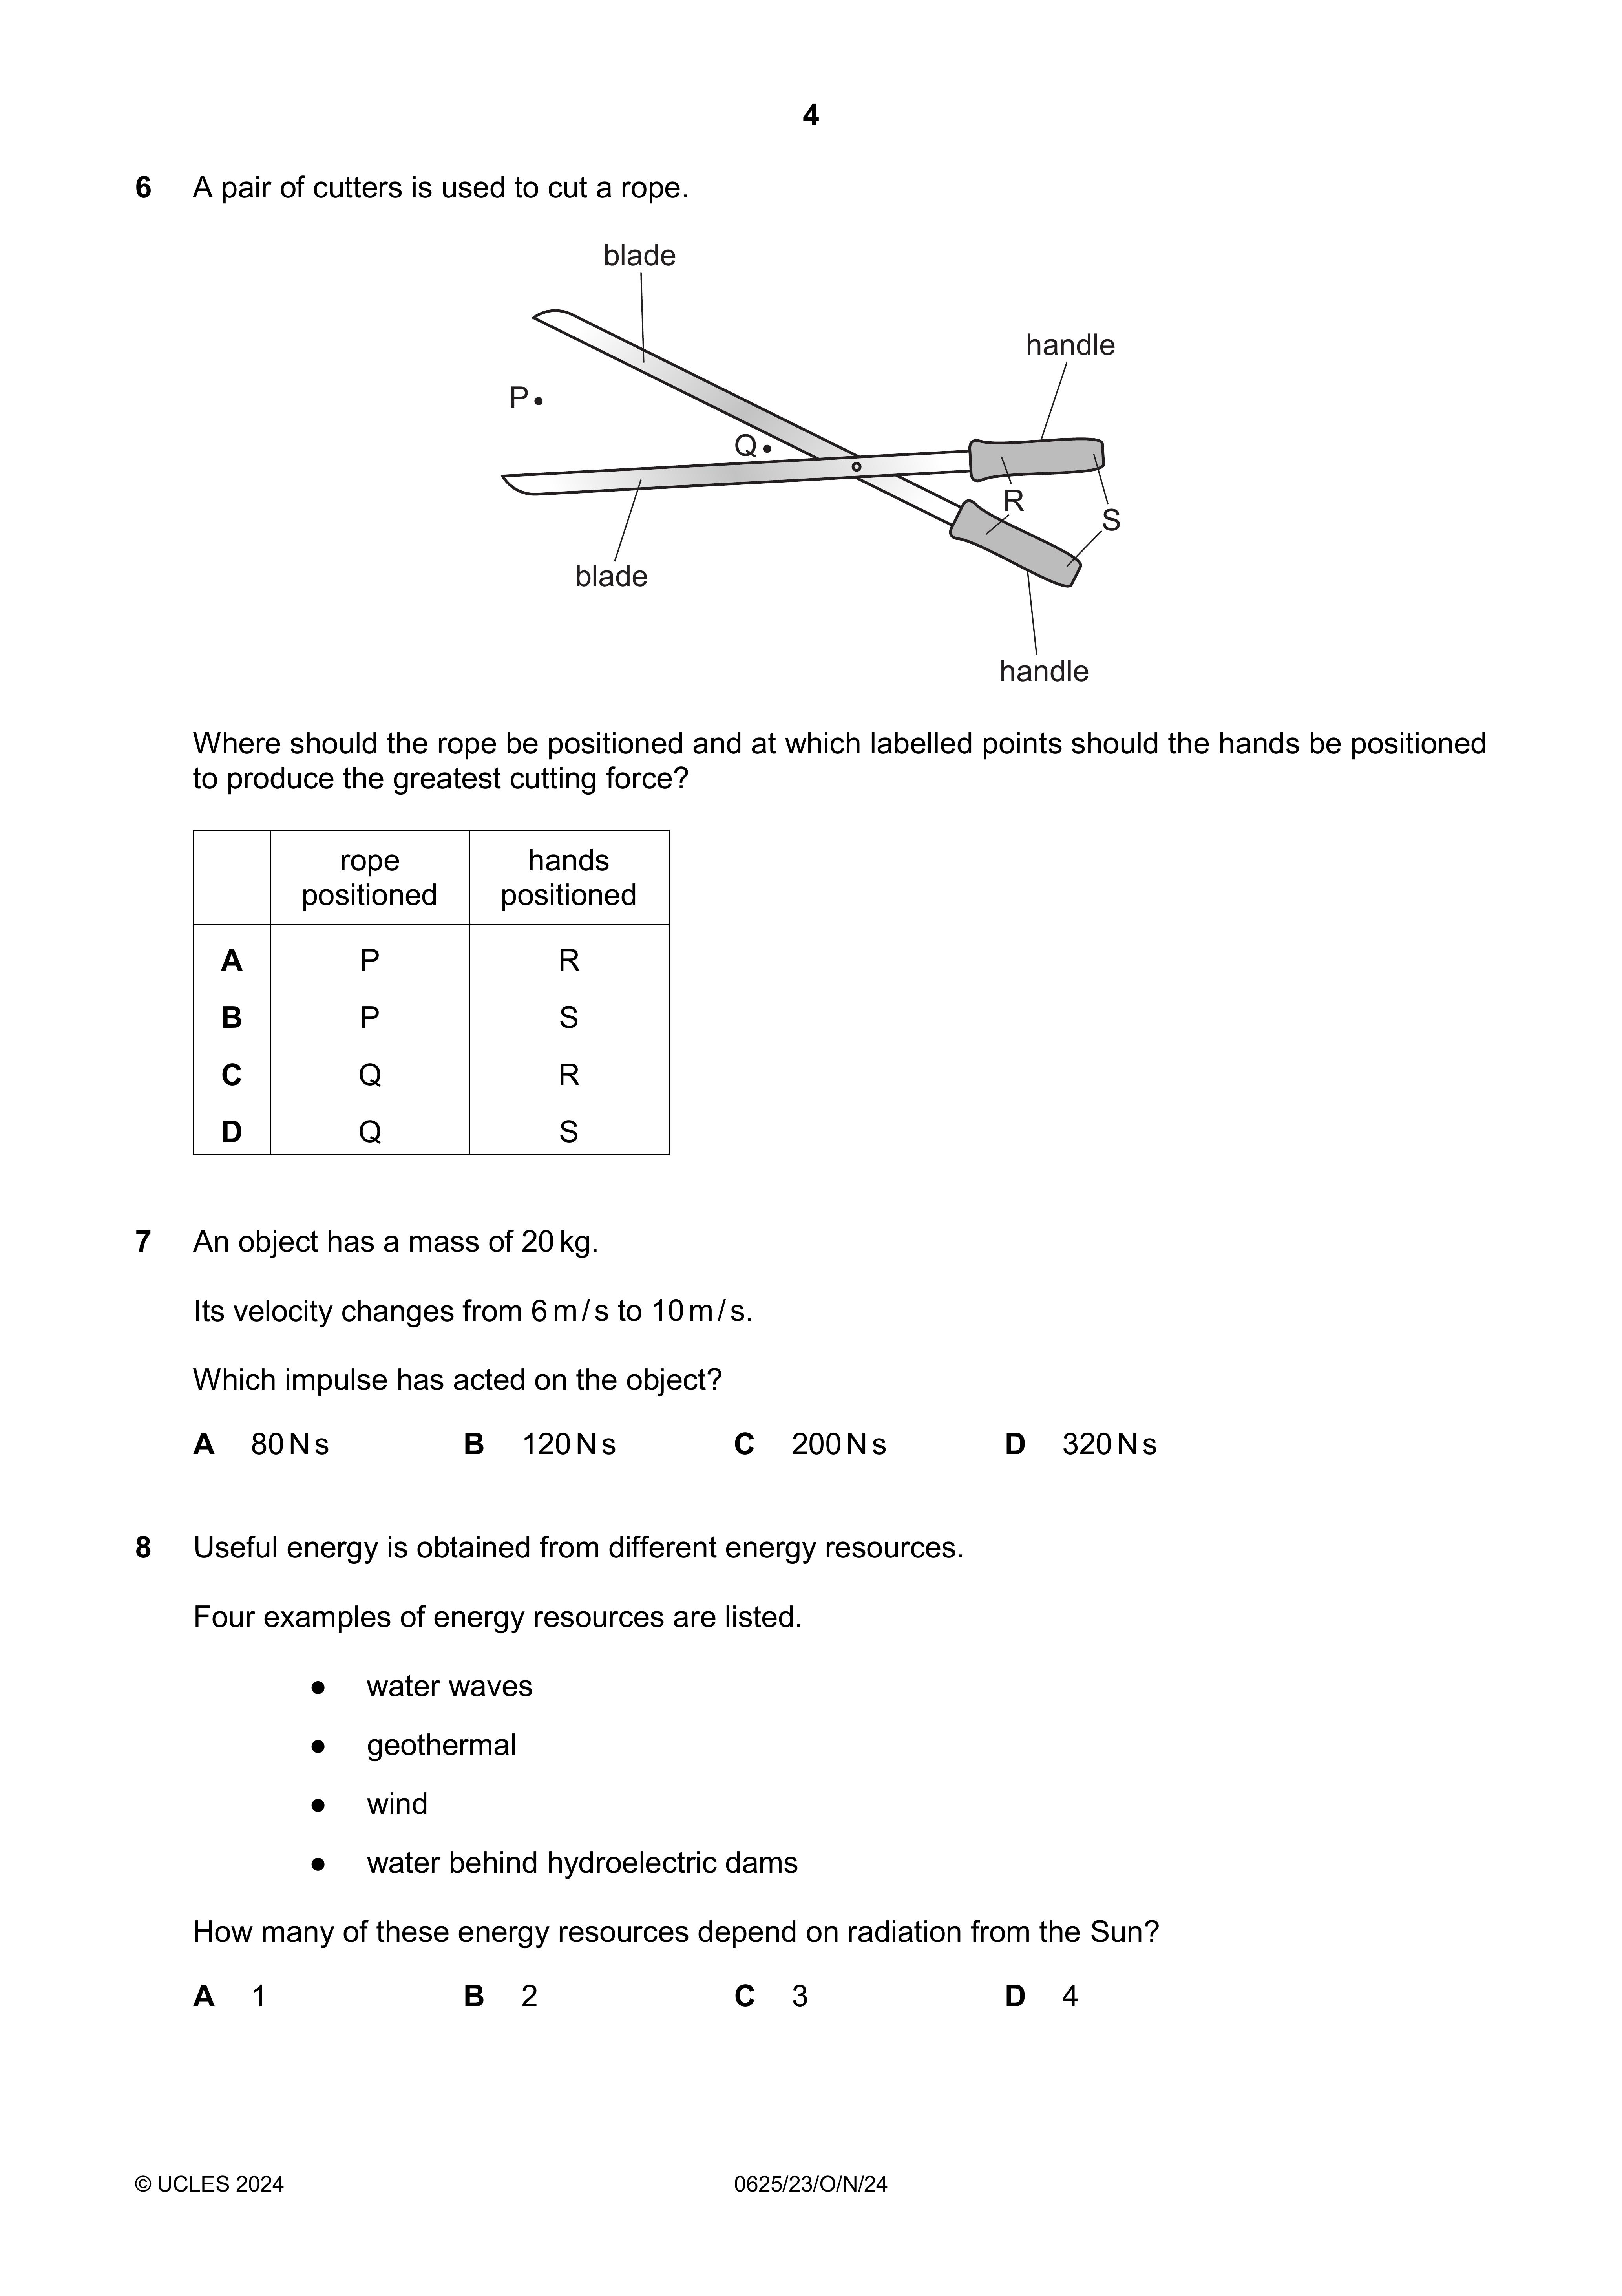 4
6 A pair of cutters is used to cut a rope.
blade
handle
P
Q
R
S
blade
handle
Where should the rope be positioned and at which labelled points should the hands be positioned
to produce the greatest cutting force?
rope positioned hands positioned
A P R
B P S
C Q R
D Q S
7 An object has a mass of 20 kg.
Its velocity changes from 6 m / s to 10 m / s.
Which impulse has acted on the object?
A 80 N s B 120 N s C 200 N s D 320 N s
8 Useful energy is obtained from different energy resources.
Four examples of energy resources are listed.
● water waves
● geothermal
● wind
● water behind hydroelectric dams
How many of these energy resources depend on radiation from the Sun?
A 1 B 2 C 3 D 4
© UCLES 2024 0625/23/O/N/24